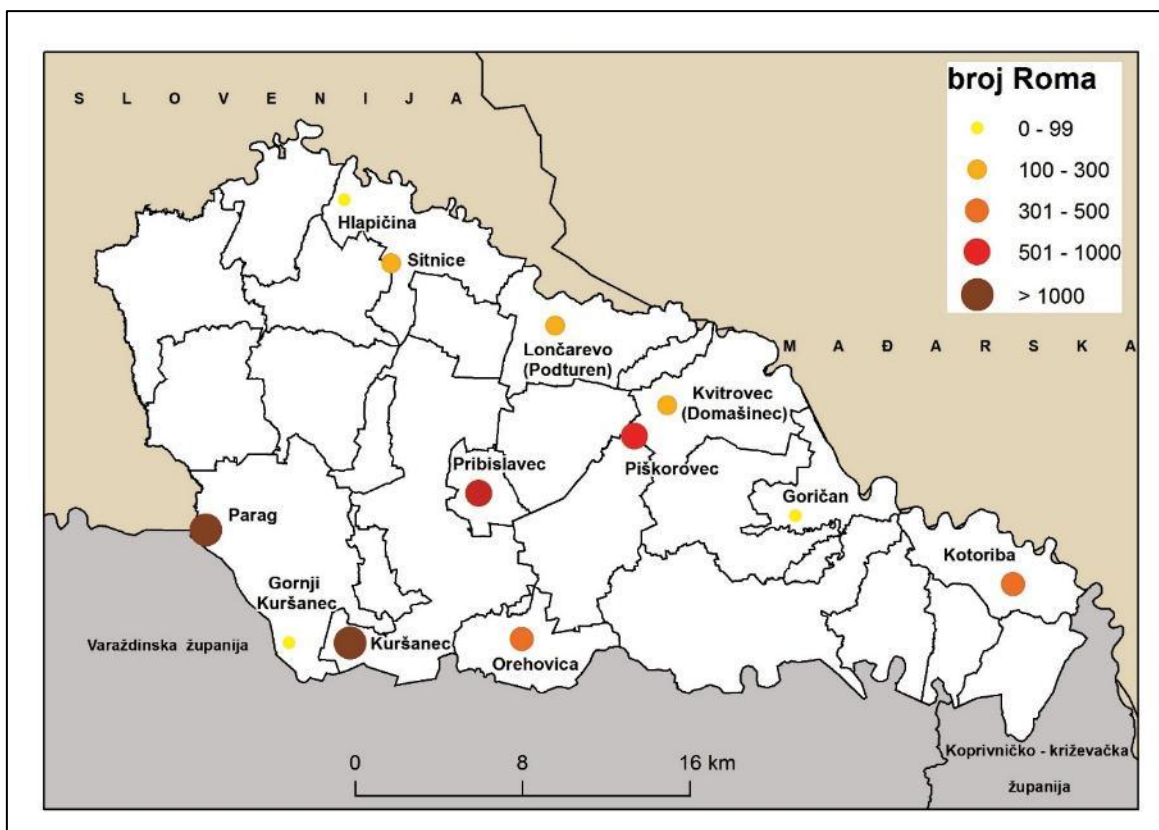 S L O V E N I J A
broj Roma
0 - 99
100 - 300
301 - 500
501 - 1000
> 1000
Hlapičina
Sitnice
Lončarevo
(Podturen)
M A Đ A R S K A
Kvitrovec
(Domašinec)
Pribislavec
Piškorovec
Goričan
Parag
Kotoriba
Gornji
Kuršanec
Varaždinska županija
Kuršanec
Orehovica
Koprivničko - križevačka
županija
0 8 16 km